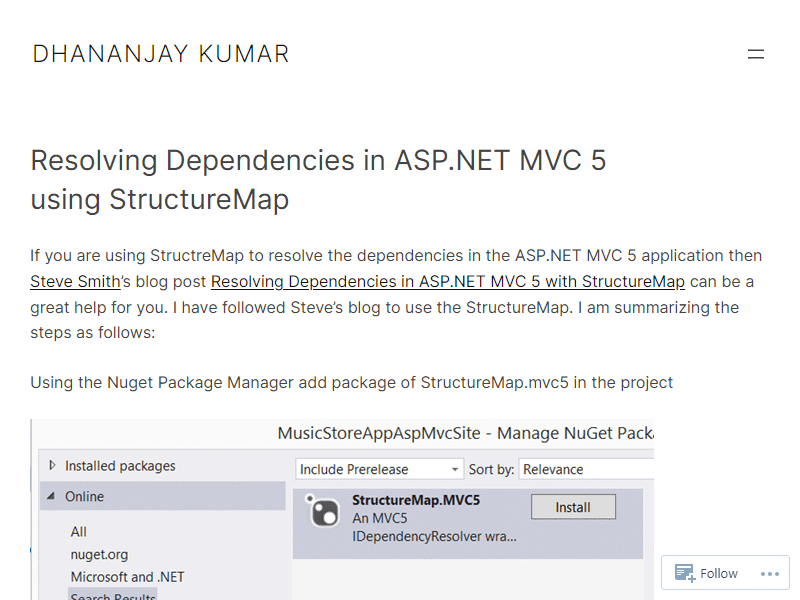 DHANANJAY KUMAR
Resolving Dependencies in ASP.NET MVC 5
using StructureMap
If you are using StructreMap to resolve the dependencies in the ASP.NET MVC 5 application then
Steve Smith’s blog post Resolving Dependencies in ASP.NET MVC 5 with StructureMap can be a
great help for you. I have followed Steve’s blog to use the StructureMap. I am summarizing the
steps as follows:
Using the Nuget Package Manager add package of StructureMap.mvc5 in the project
MusicStoreAppAspMvcSite - Manage NuGet Packa
Installed packages
Include Prerelease Sort by: Relevance
Online
StructureMap.MVC5 Install
An MVC5
IDependencyResolver wra...
All
nuget.org
Microsoft and .NET
Search Results
Follow